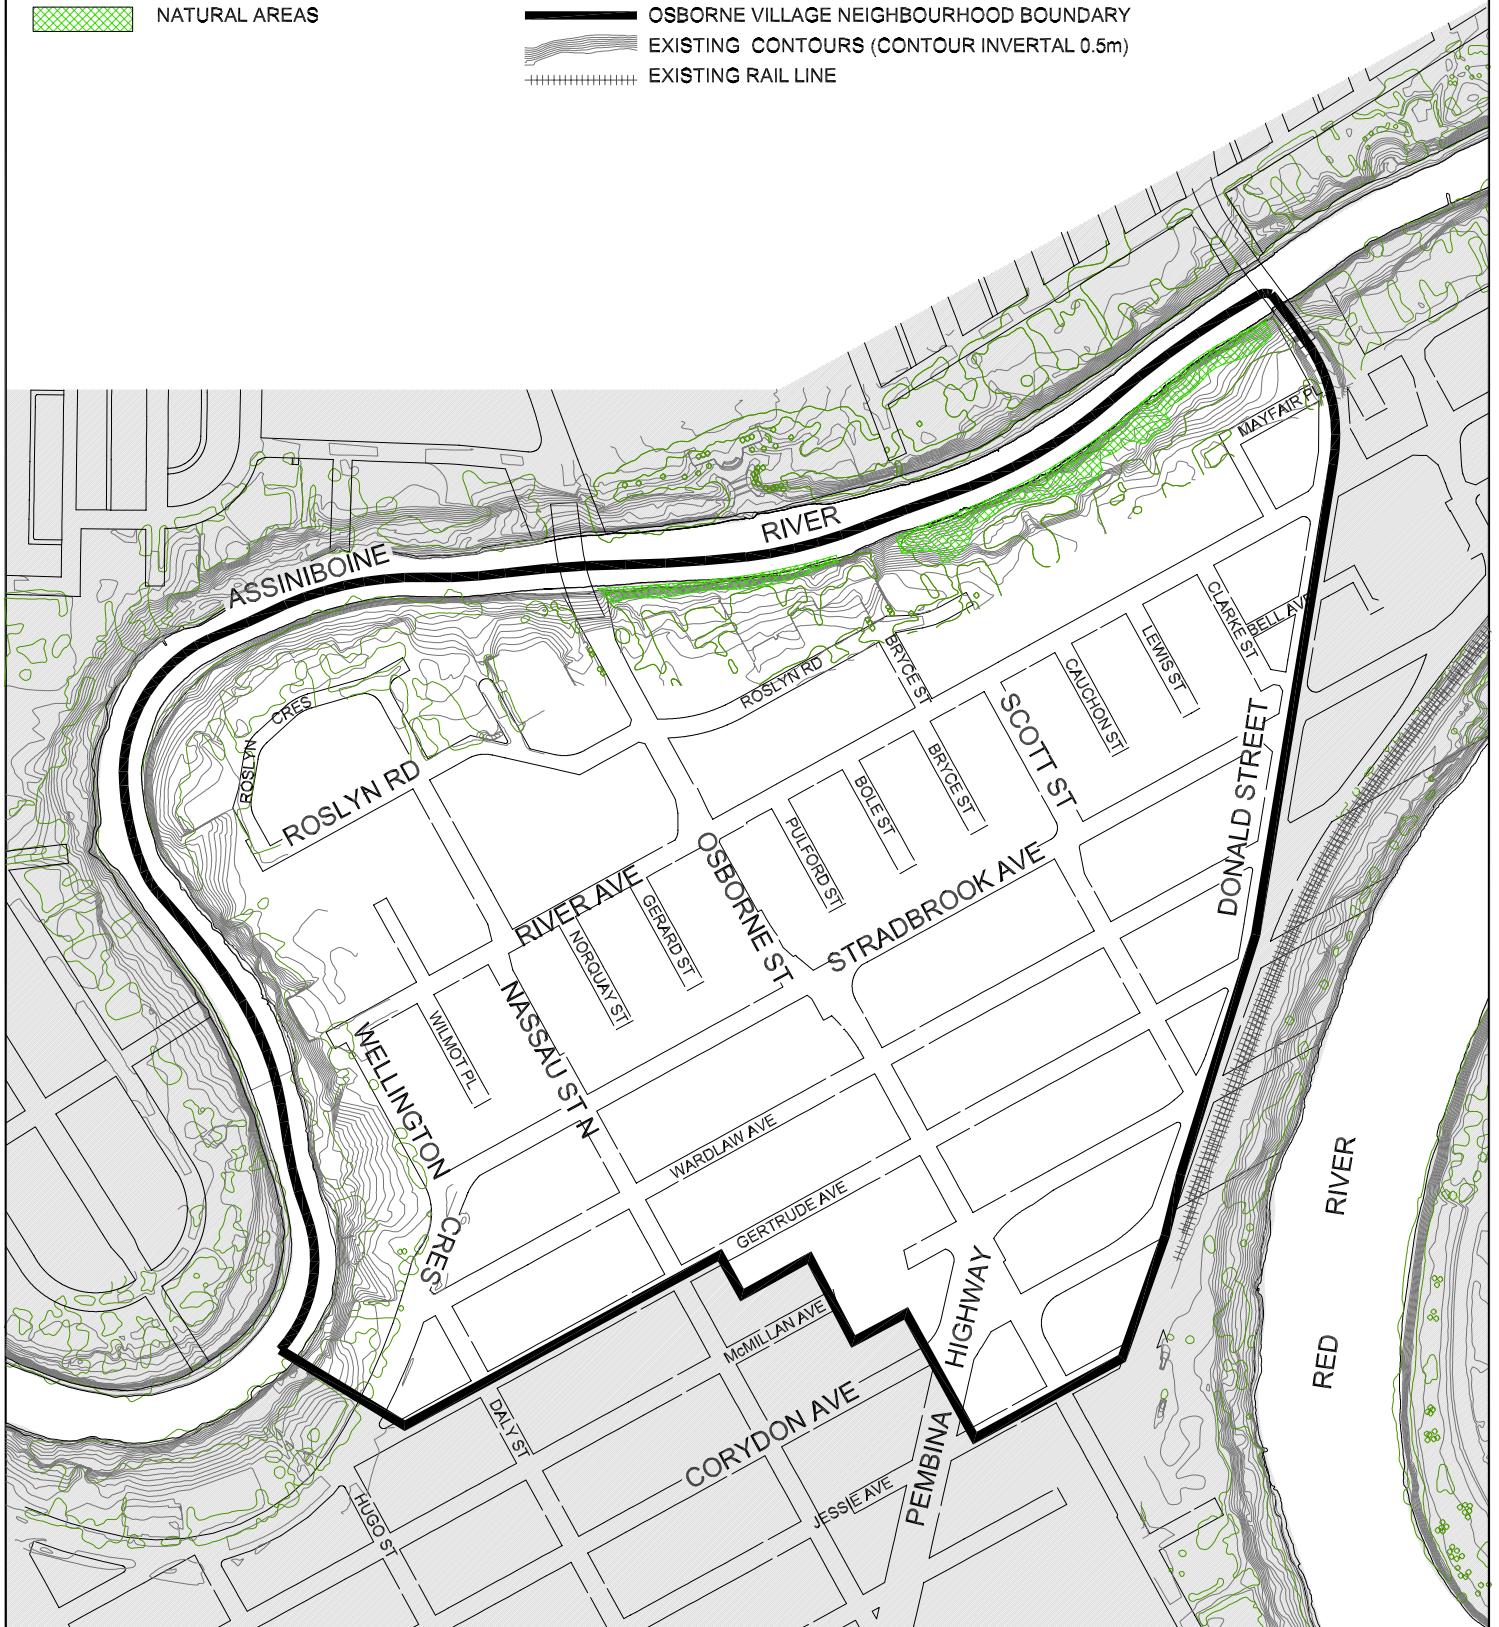 NATURAL AREAS
OSBORNE VILLAGE NEIGHBOURHOOD BOUNDARY
EXISTING CONTOURS (CONTOUR INVERTAL 0.5m)
EXISTING RAIL LINE
MAYFAIR PL
RIVER
ASSINIBOINE
CLARKE ST
BELL AVE
LEWIS ST
BRYCE ST
ROSLYN RD
CAUCHON ST
SCOTT ST
CRES
ROSLYN
DONALD STREET
BRYCE ST
ROSLYN RD
BOLE ST
PULFORD ST
OSBORNE ST
STRADBROOK AVE
RIVER AVE
GERARD ST
NORQUAY ST
NASSAU ST N
WILMOT PL
WELLINGTON
CRES
WARDLAW AVE
GERTRUDE AVE
RIVER
RED
HIGHWAY
McMILLAN AVE
CORYDON AVE
DALY ST
PEMBINA
JESSIE AVE
HUGO ST